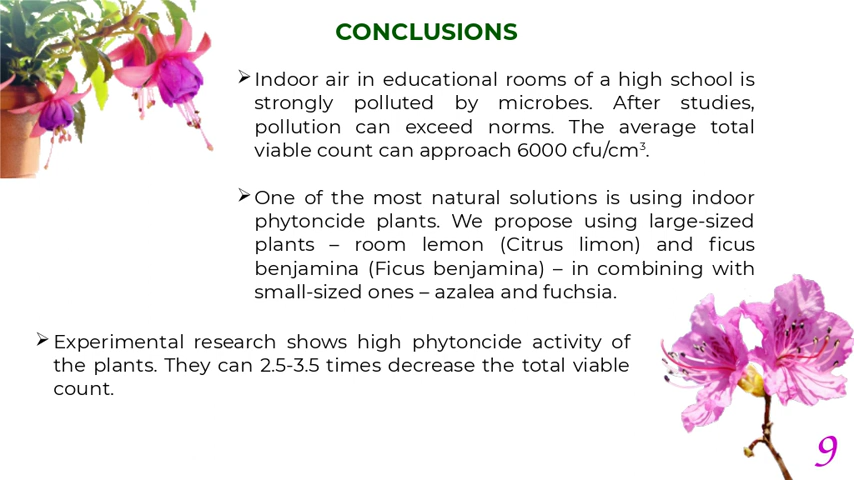 CONCLUSIONS
➢Indoor air in educational rooms of a high school is
strongly polluted by microbes. After studies,
pollution can exceed norms. The average total
viable count can approach 6000 cfu/cm³.
➢One of the most natural solutions is using indoor
phytoncide plants. We propose using large-sized
plants – room lemon (Citrus limon) and ficus
benjamina (Ficus benjamina) – in combining with
small-sized ones – azalea and fuchsia.
➢Experimental research shows high phytoncide activity of
the plants. They can 2.5-3.5 times decrease the total viable
count.
9